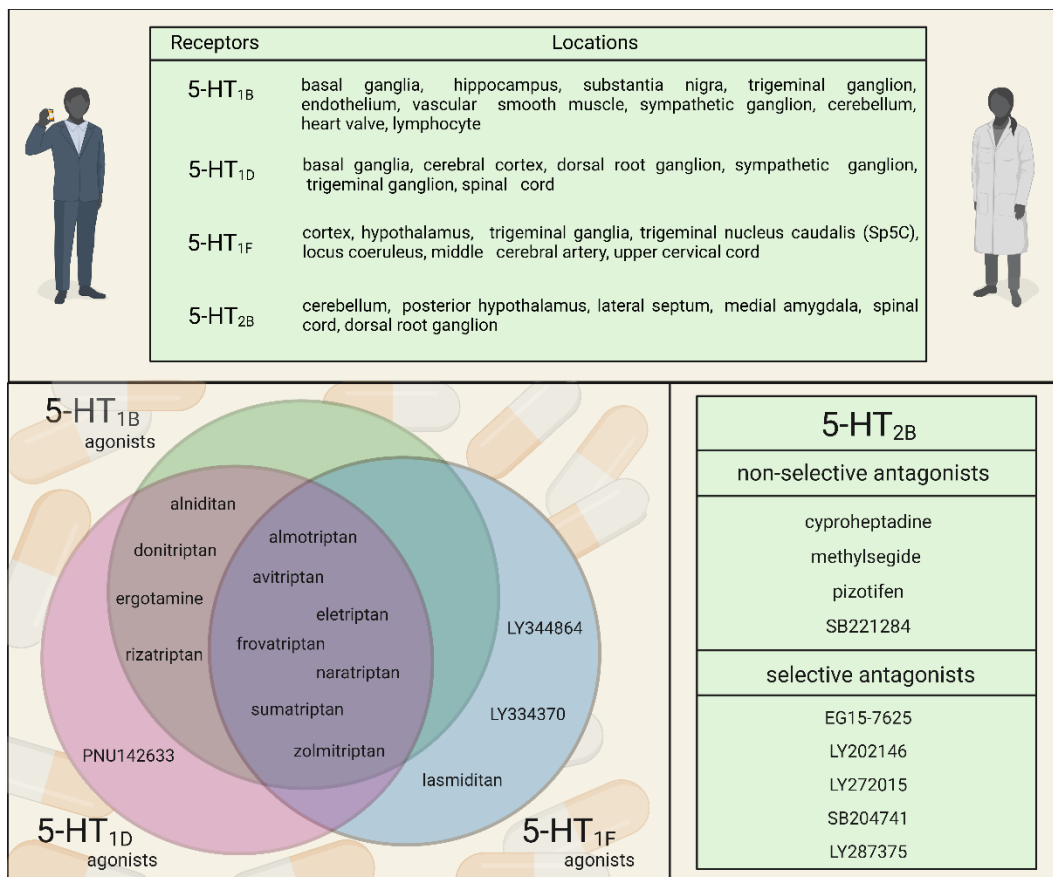 Receptors Locations
5-HT1B basal ganglia, hippocampus, substantia nigra, trigeminal ganglion,
endothelium, vascular smooth muscle, sympathetic ganglion, cerebellum,
heart valve, lymphocyte
5-HT1D basal ganglia, cerebral cortex, dorsal root ganglion, sympathetic ganglion,
trigeminal ganglion, spinal cord
5-HT1F cortex, hypothalamus, trigeminal ganglia, trigeminal nucleus caudalis (Sp5C),
locus coeruleus, middle cerebral artery, upper cervical cord
5-HT2B cerebellum, posterior hypothalamus, lateral septum, medial amygdala, spinal
cord, dorsal root ganglion
5-HT1B
agonists
alniditan
donitriptan
ergotamine
rizatriptan
almotriptan
avitriptan
eletriptan
frovatriptan
naratriptan
sumatriptan
zolmitriptan
LY344864
LY334370
lasmiditan
PNU142633
5-HT1D
agonists
5-HT1F
agonists
5-HT2B
non-selective antagonists
cyproheptadine
methylsegide
pizotifen
SB221284
selective antagonists
EG15-7625
LY202146
LY272015
SB204741
LY287375